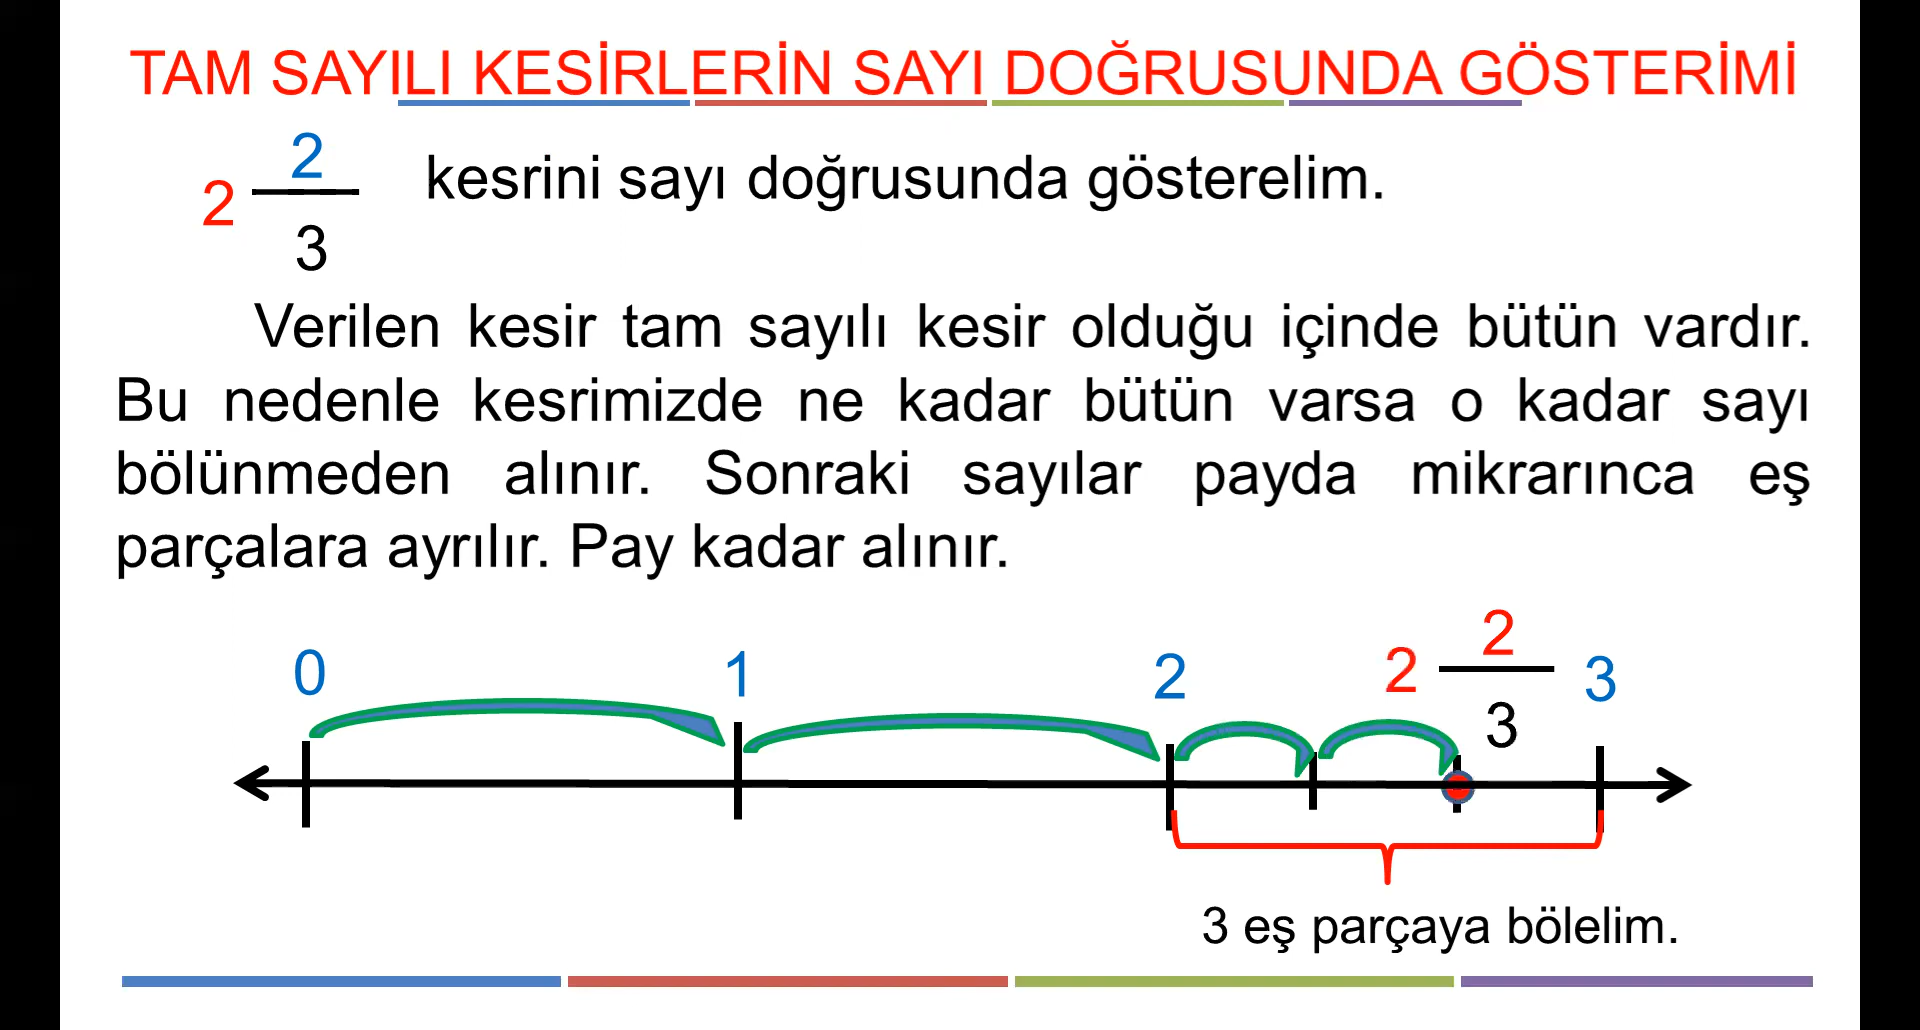 TAM SAYILI KESİRLERİN SAYI DOĞRUSUNDA GÖSTERİMİ
2 2/3 kesrini sayı doğrusunda gösterelim.
Verilen kesir tam sayılı kesir olduğu içinde bütün vardır.
Bu nedenle kesrimizde ne kadar bütün varsa o kadar sayı
bölünmeden alınır. Sonraki sayılar payda mikrarınca eş
parçalara ayrılır. Pay kadar alınır.
0 1 2 2 2/3 3
3 eş parçaya bölelim.